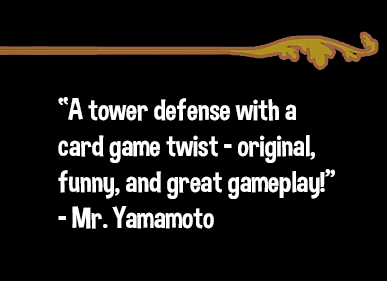 “A tower defense with a
card game twist - original,
funny, and great gameplay!”
- Mr. Yamamoto